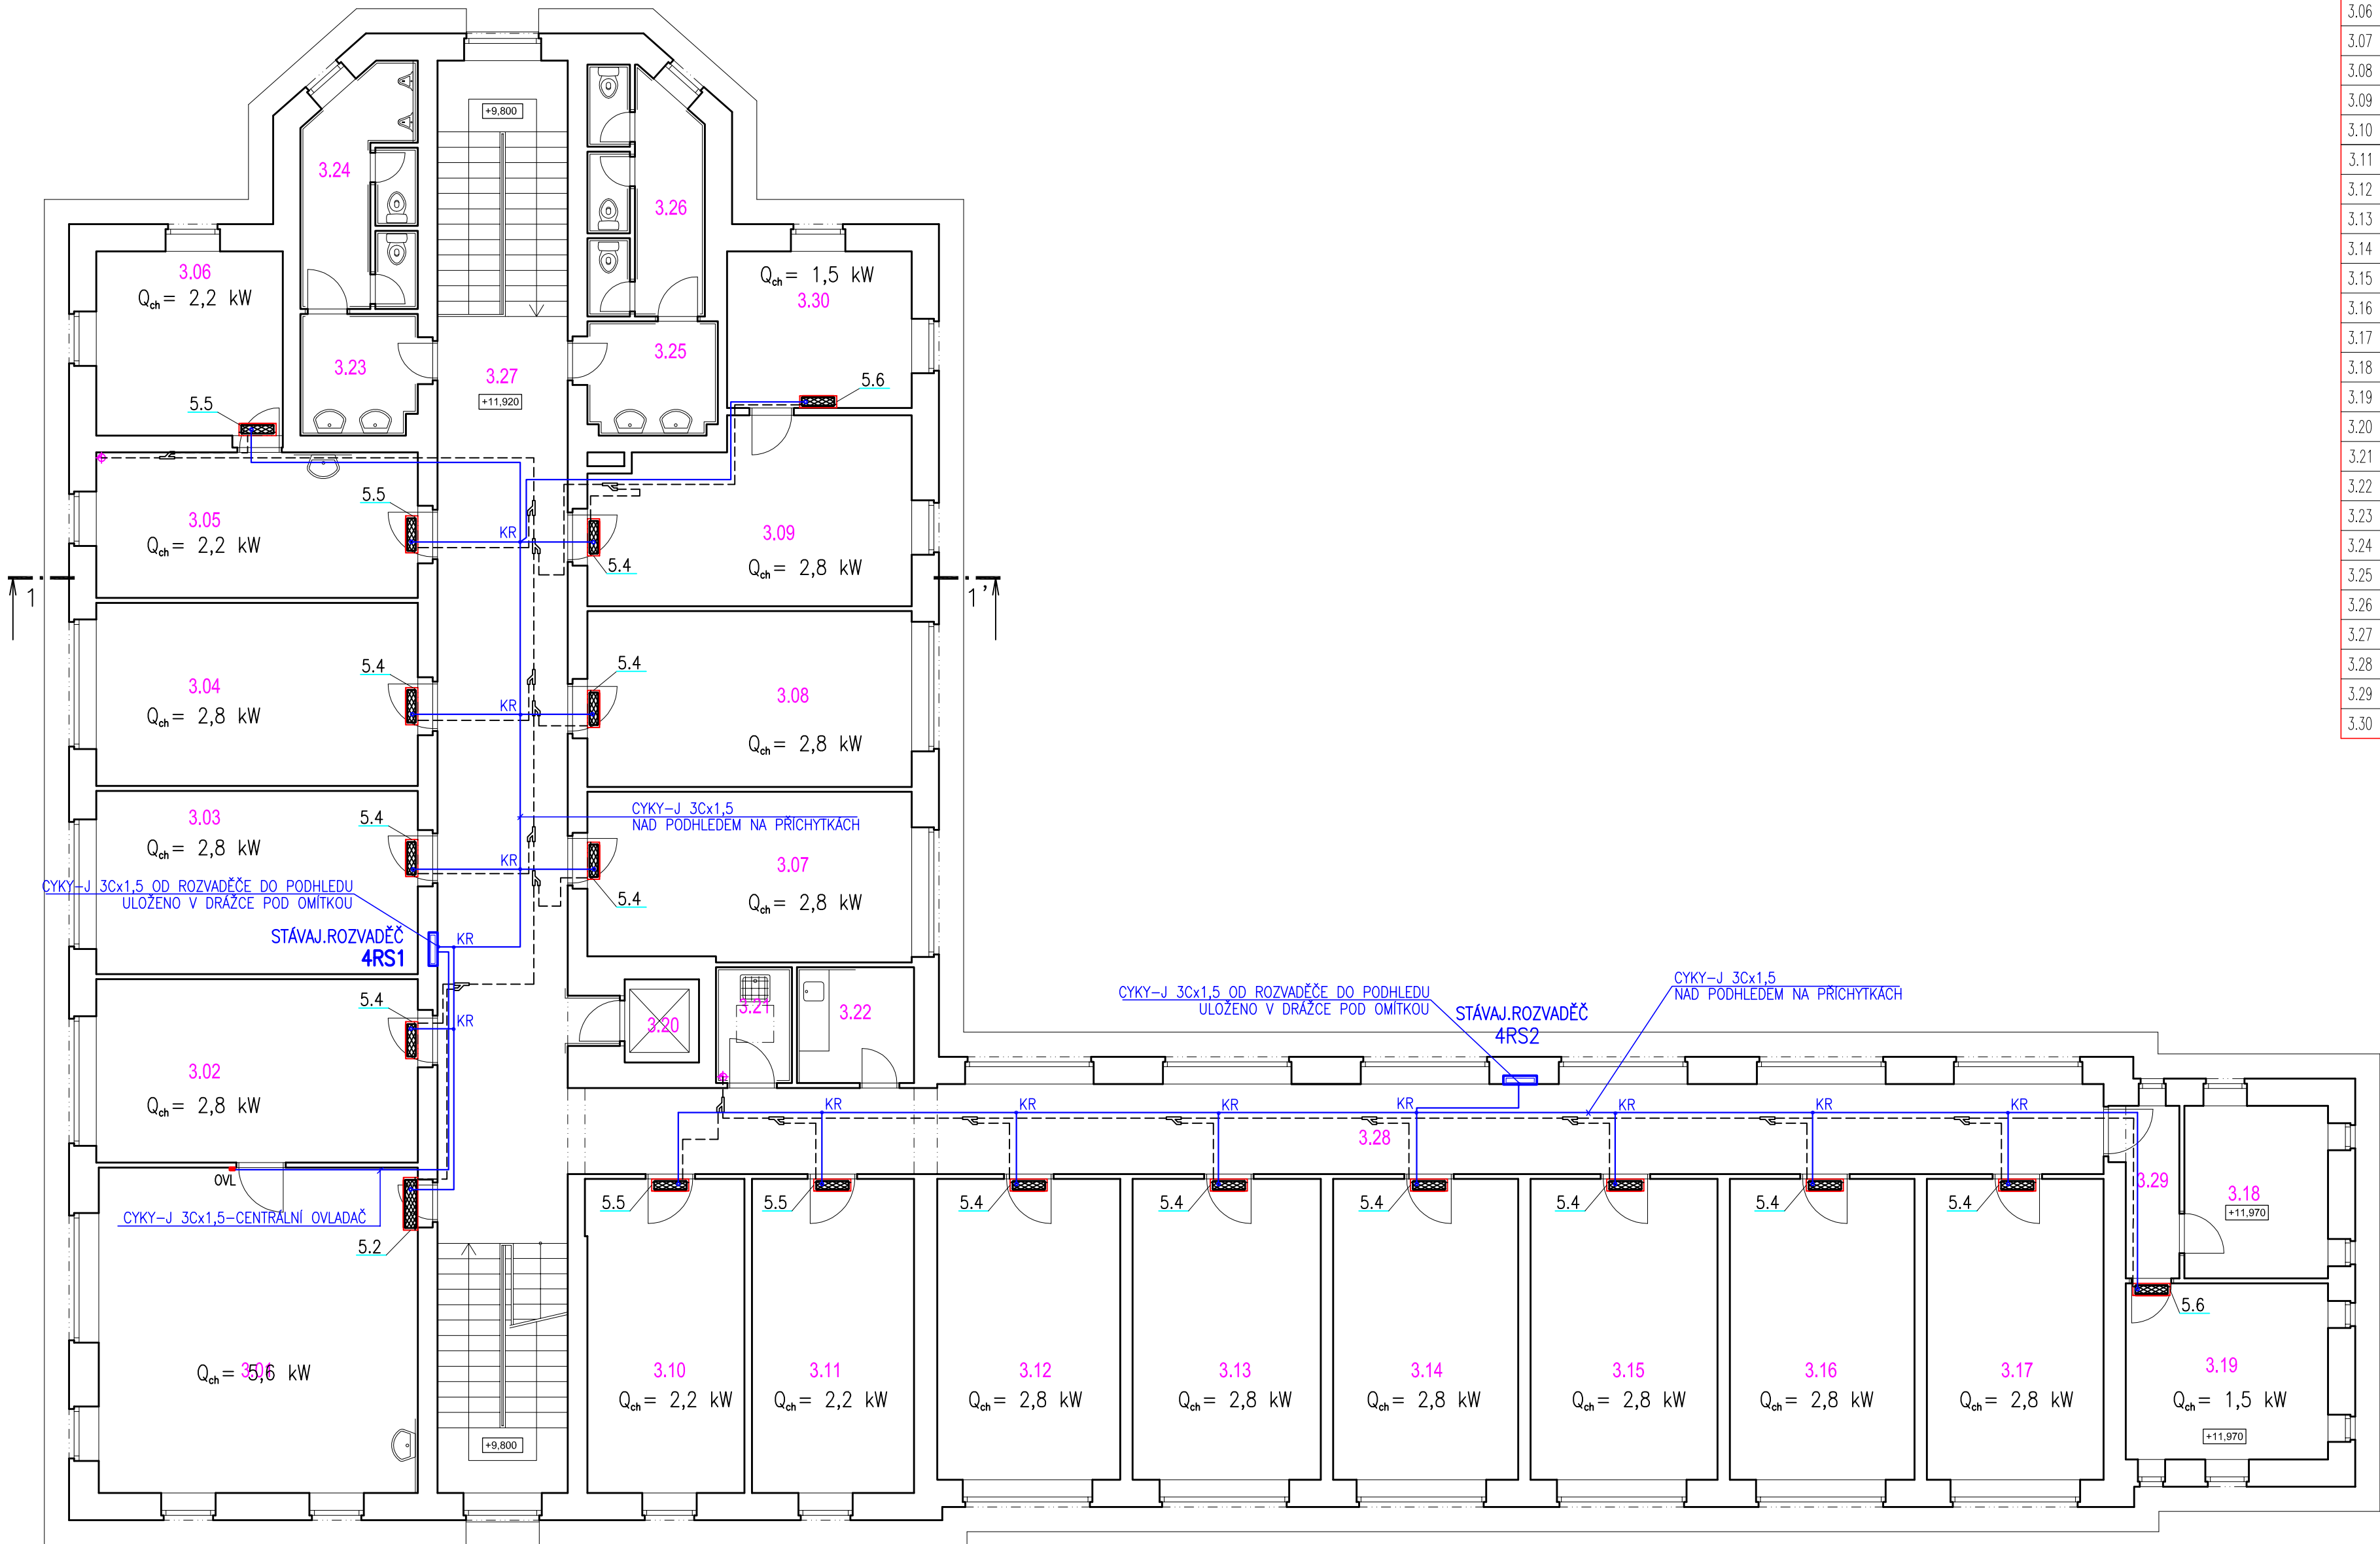 3.06
3.07
3.08
3.09
3.10
3.11
3.12
3.13
3.14
3.15
3.16
3.17
3.18
3.19
3.20
3.21
3.22
3.23
3.24
3.25
3.26
3.27
3.28
3.29
3.30
+9,800
3.24
3.26
3.06
Qch= 2,2 kW
Qch= 1,5 kW
3.30
3.23
3.27
+11,920
3.25
5.5
5.6
3.05
Qch= 2,2 kW
5.5
KR
5.4
3.09
Qch= 2,8 kW
1
1'
3.04
Qch= 2,8 kW
5.4
KR
5.4
3.08
Qch= 2,8 kW
3.03
Qch= 2,8 kW
5.4
KR
5.4
CYKY-J 3Cx1,5
NAD PODHLEDEM NA PŘÍCHYTKÁCH
3.07
Qch= 2,8 kW
CYKY-J 3Cx1,5 OD ROZVADĚČE DO PODHLEDU
ULOŽENO V DRÁŽCE POD OMÍTKOU
STÁVAJ.ROZVADĚČ
4RS1
KR
5.4
KR
3.02
Qch= 2,8 kW
3.20
3.21
3.22
CYKY-J 3Cx1,5 OD ROZVADĚČE DO PODHLEDU
ULOŽENO V DRÁŽCE POD OMÍTKOU
STÁVAJ.ROZVADĚČ
4RS2
CYKY-J 3Cx1,5
NAD PODHLEDEM NA PŘÍCHYTKÁCH
KR KR KR KR KR KR KR
3.28
OVL
CYKY-J 3Cx1,5-CENTRÁLNÍ OVLADAČ
5.2
5.5 5.5 5.4 5.4 5.4 5.4 5.4 5.4
3.29
3.18
+11,970
5.6
3.01
Qch= 5,6 kW
3.10
Qch= 2,2 kW
3.11
Qch= 2,2 kW
3.12
Qch= 2,8 kW
3.13
Qch= 2,8 kW
3.14
Qch= 2,8 kW
3.15
Qch= 2,8 kW
3.16
Qch= 2,8 kW
3.17
Qch= 2,8 kW
3.19
Qch= 1,5 kW
+11,970
+9,800